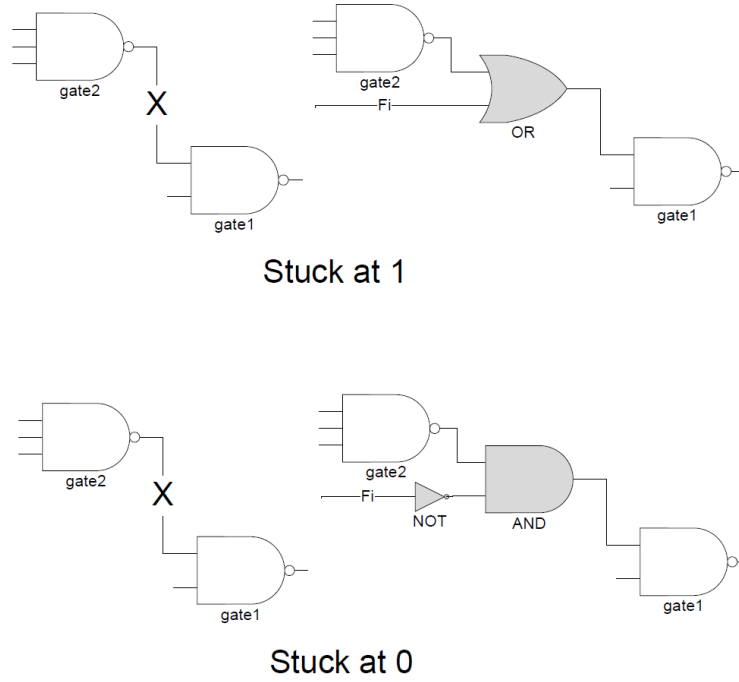 gate2
X
gate1
gate2
Fi
OR
gate1
Stuck at 1
gate2
X
gate1
gate2
Fi
NOT
AND
gate1
Stuck at 0